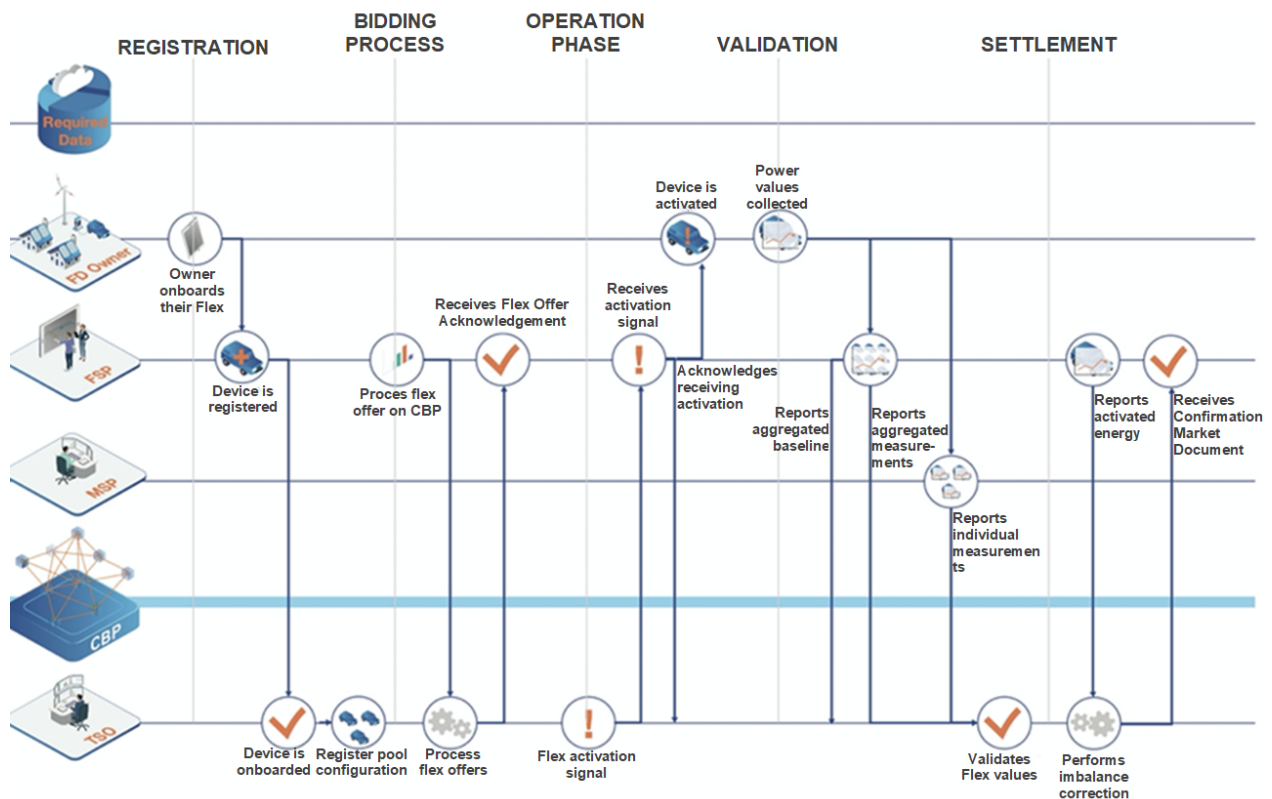 BIDDING
PROCESS
OPERATION
PHASE
REGISTRATION
VALIDATION
SETTLEMENT
Required
Data
Device is
activated
Power
values
collected
FD Owner
Owner
onboards
their Flex
Receives Flex Offer
Acknowledgement
Receives
activation
signal
FSP
Device is
registered
Proces flex
offer on CBP
Acknowledges
receiving
activation
Reports
aggregated
baseline
Reports
aggregated
measure-
ments
Reports
activated
energy
Receives
Confirmation
Market
Document
MSP
Reports
individual
measuremen
ts
CBP
TSO
Device is
onboarded
Register pool
configuration
Process
flex offers
Flex activation
signal
Validates
Flex values
Performs
imbalance
correction